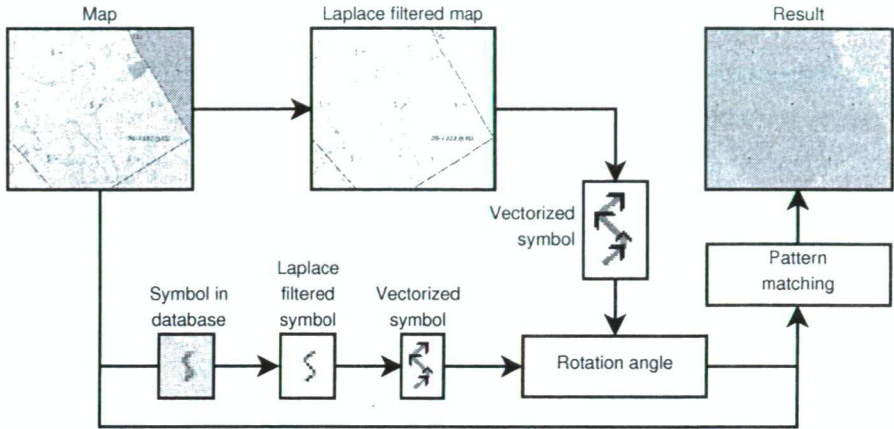 Map
Laplace filtered map
Result
Vectorized
symbol
Pattern
matching
Laplace
Symbol in
filtered
Vectorized
database
symbol
symbol
Rotation angle